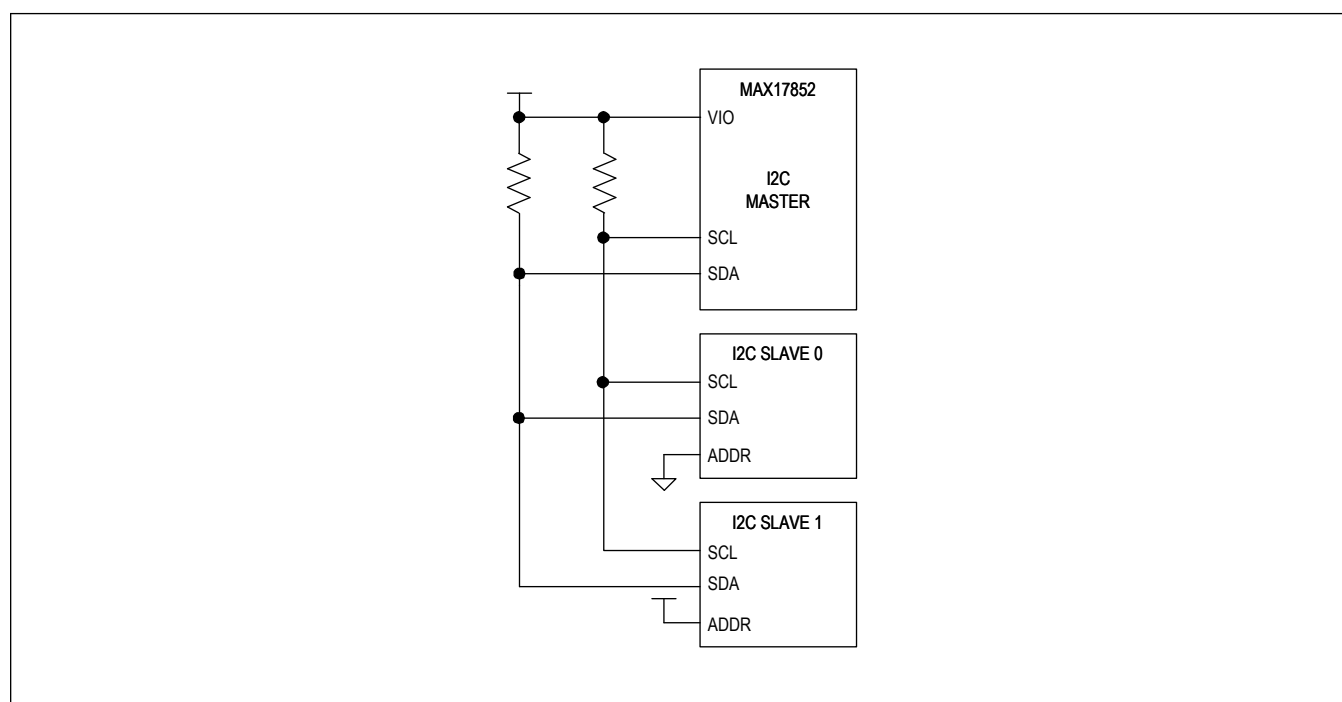 MAX17852
VIO
I2C
MASTER
SCL
SDA
I2C SLAVE 0
SCL
SDA
ADDR
I2C SLAVE 1
SCL
SDA
ADDR